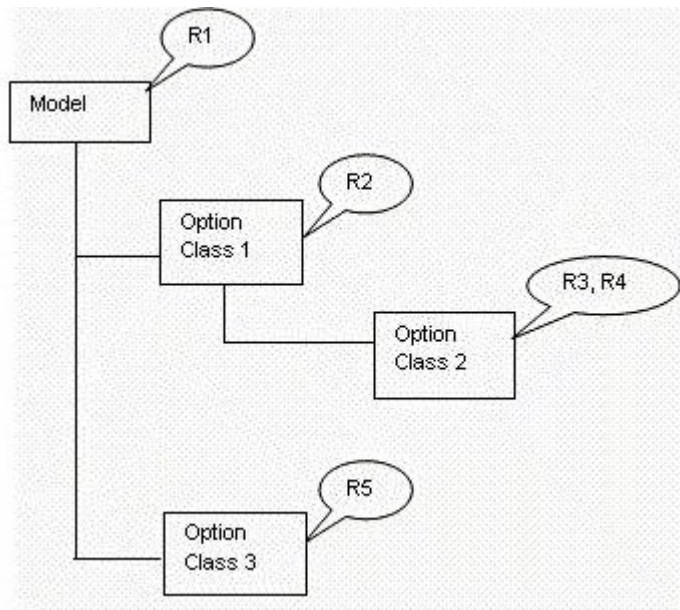 R1
Model
R2
Option
Class 1
R3, R4
Option
Class 2
R5
Option
Class 3